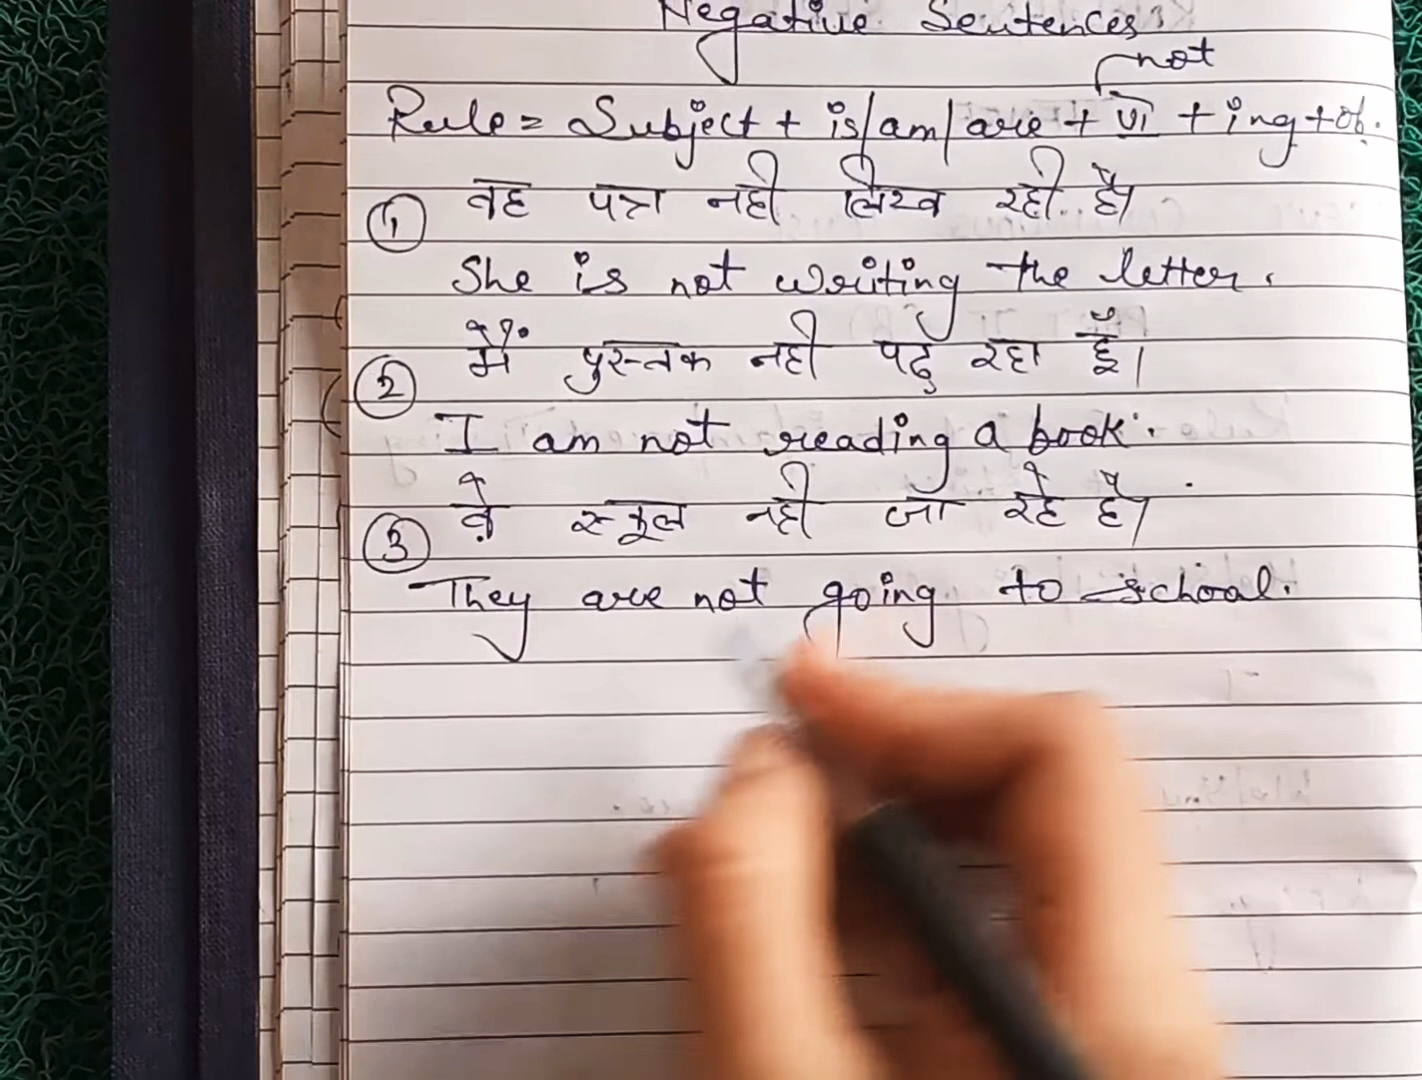 Negative Sentences
not
Rule = Subject + is/am/are + V1 + ing + ob.
① वह पत्र नही लिख रही है।
She is not writing the letter.
② मैं पुस्तक नही पढ़ रहा हूँ।
I am not reading a book.
③ वे स्कूल नही जा रहे है।
They are not going to school.